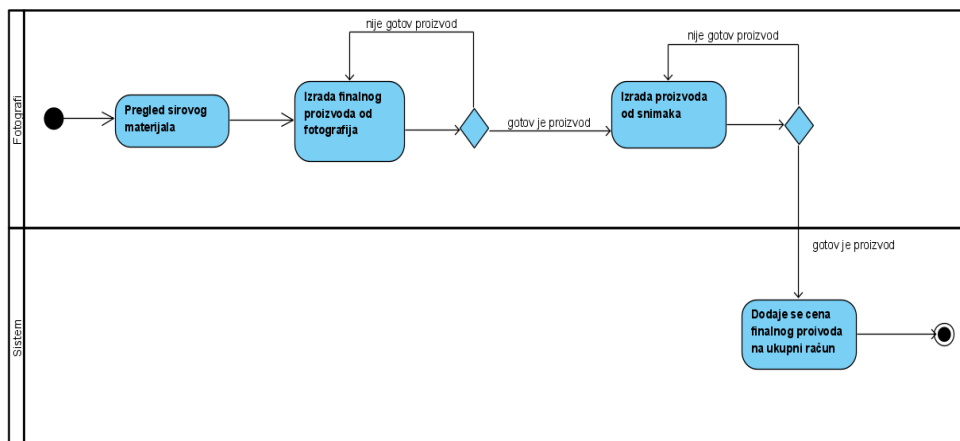 Fotografi
nije gotov proizvod
nije gotov proizvod
Pregled sirovog
materijala
Izrada finalnog
proizvoda od
fotografija
gotov je proizvod
Izrada proizvoda
od snimaka
gotov je proizvod
Sistem
Dodaje se cena
finalnog proivoda
na ukupni račun